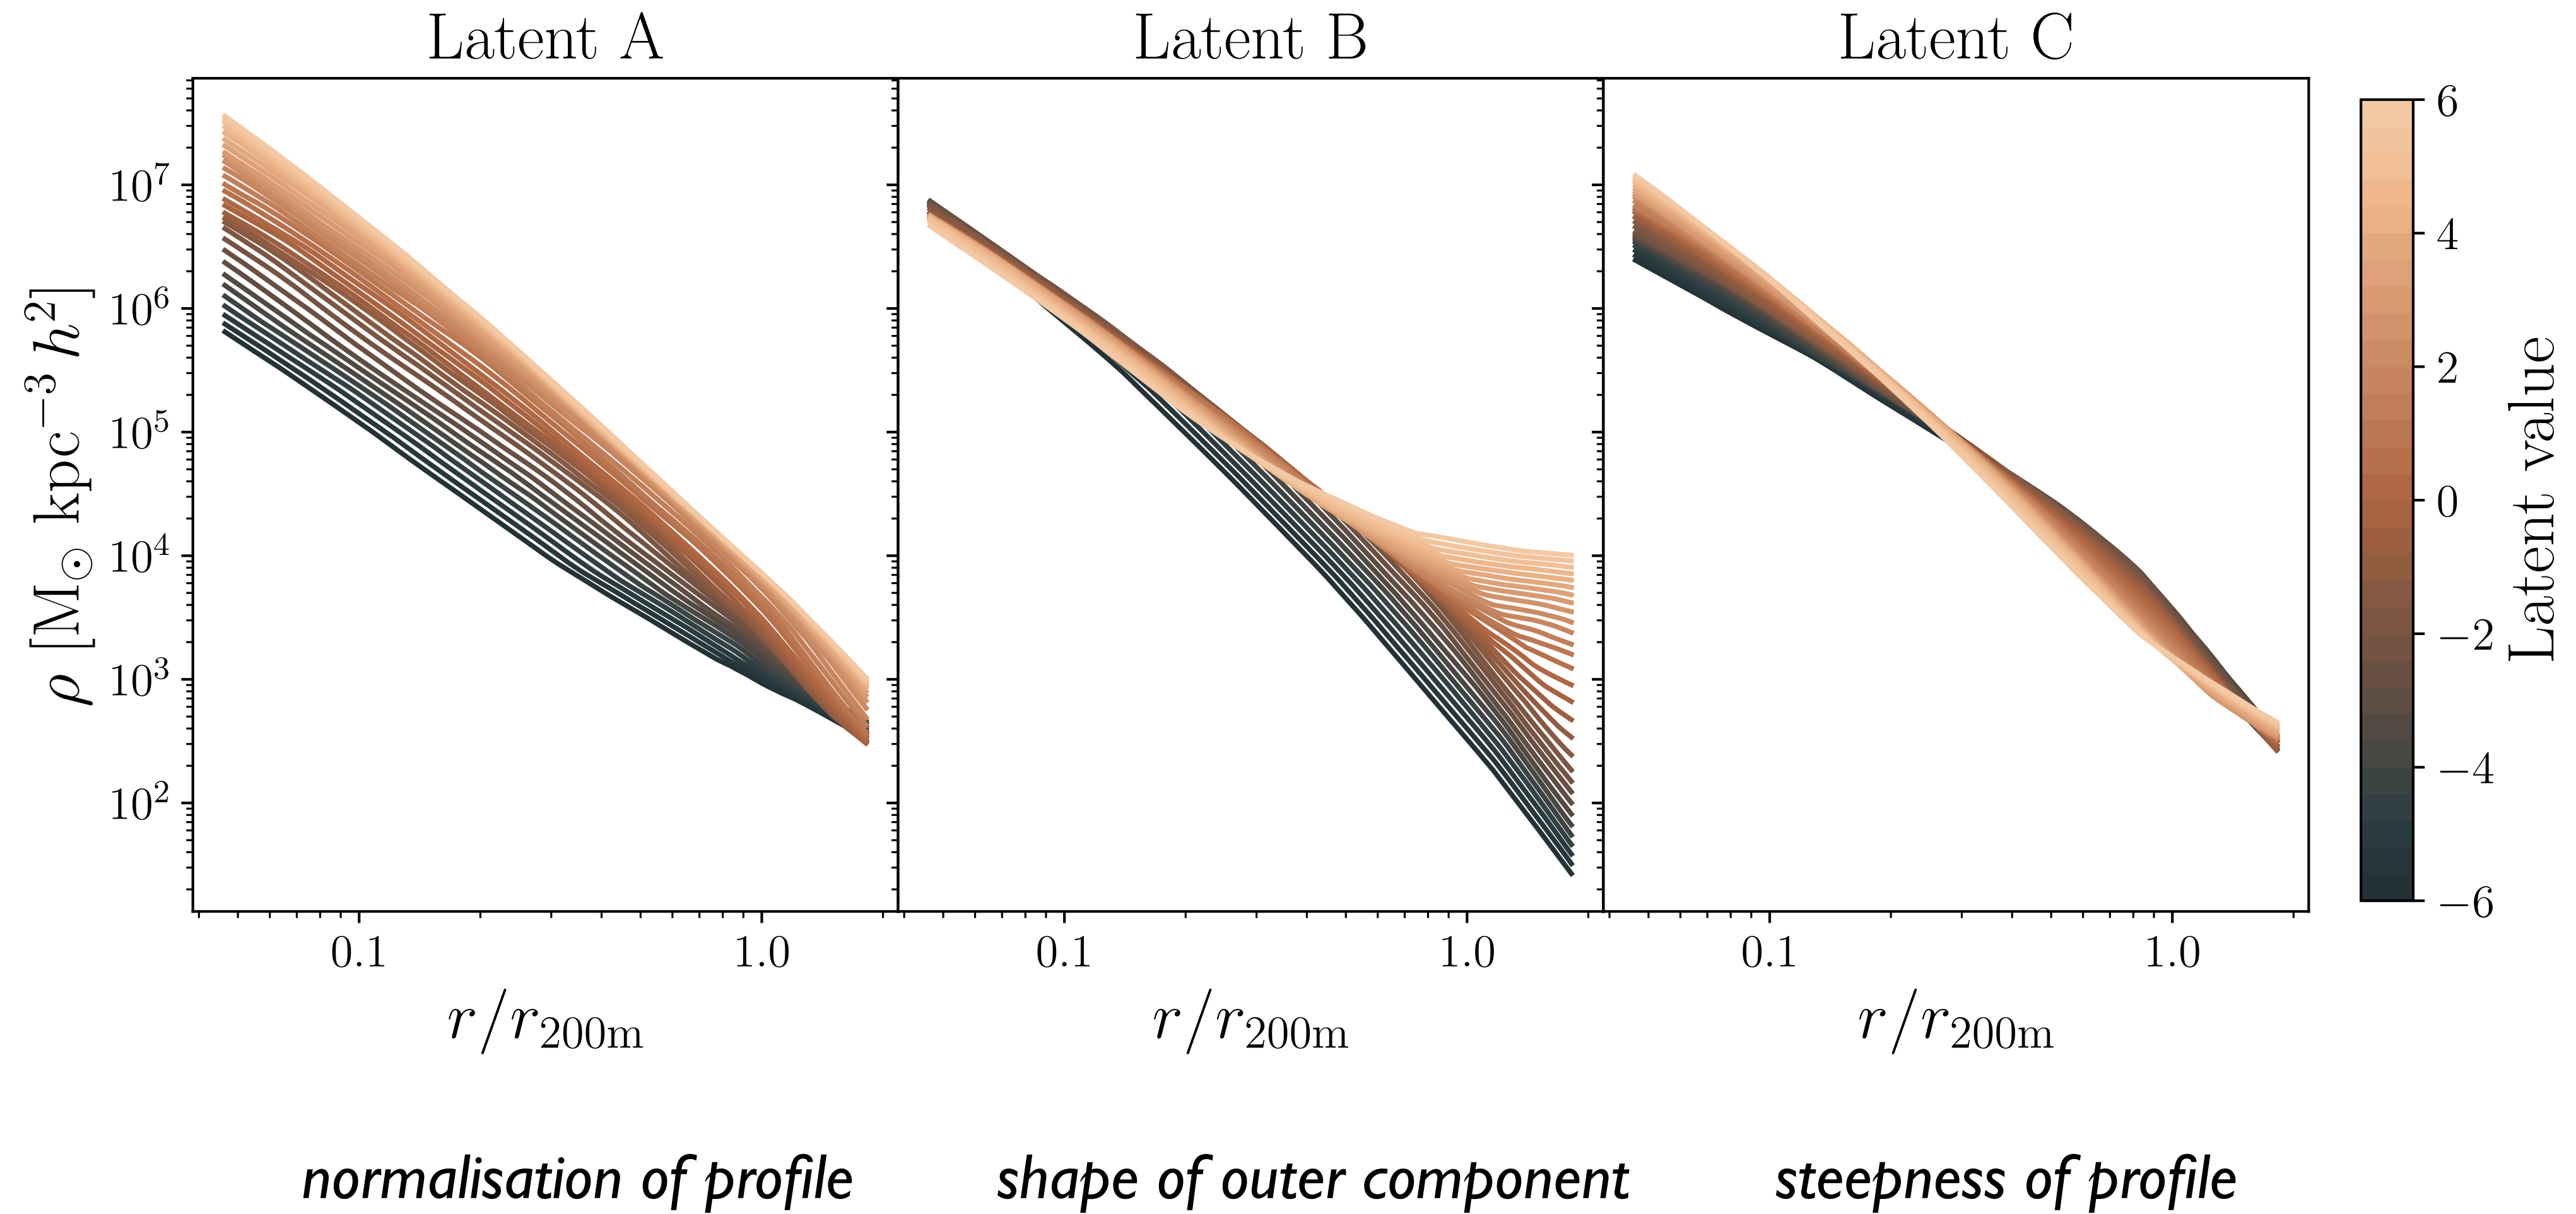 Latent A
Latent B
Latent C
ρ [M⊙ kpc⁻³ h²]
10⁷
10⁶
10⁵
10⁴
10³
10²
0.1 1.0
0.1 1.0
0.1 1.0
r/r₂₀₀ₘ
r/r₂₀₀ₘ
r/r₂₀₀ₘ
6
4
2
0
−2
−4
−6
Latent value
normalisation of profile
shape of outer component
steepness of profile